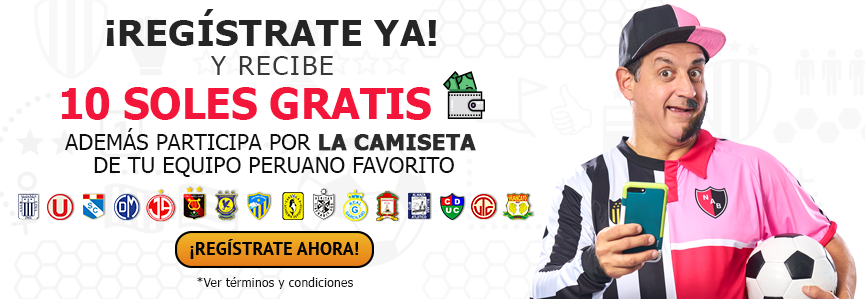 ¡REGÍSTRATE YA!
Y RECIBE
10 SOLES GRATIS
ADEMÁS PARTICIPA POR LA CAMISETA
DE TU EQUIPO PERUANO FAVORITO
¡REGÍSTRATE AHORA!
*Ver términos y condiciones
NAB